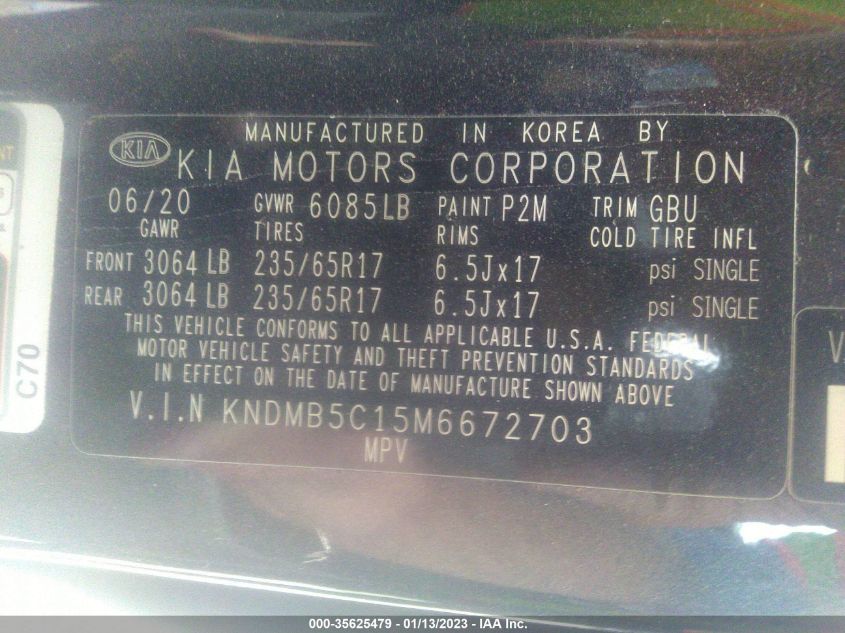 MANUFACTURED IN KOREA BY
KIA KIA MOTORS CORPORATION
06/20 GVWR 6085LB PAINT P2M TRIM GBU
GAWR TIRES RIMS COLD TIRE INFL
FRONT 3064 LB 235/65R17 6.5Jx17 psi SINGLE
REAR 3064 LB 235/65R17 6.5Jx17 psi SINGLE
THIS VEHICLE CONFORMS TO ALL APPLICABLE U.S.A. FEDERAL
MOTOR VEHICLE SAFETY AND THEFT PREVENTION STANDARDS
IN EFFECT ON THE DATE OF MANUFACTURE SHOWN ABOVE
V.I.N KNDMB5C15M6672703
MPV
C70
000-35625479 - 01/13/2023 - IAA Inc.